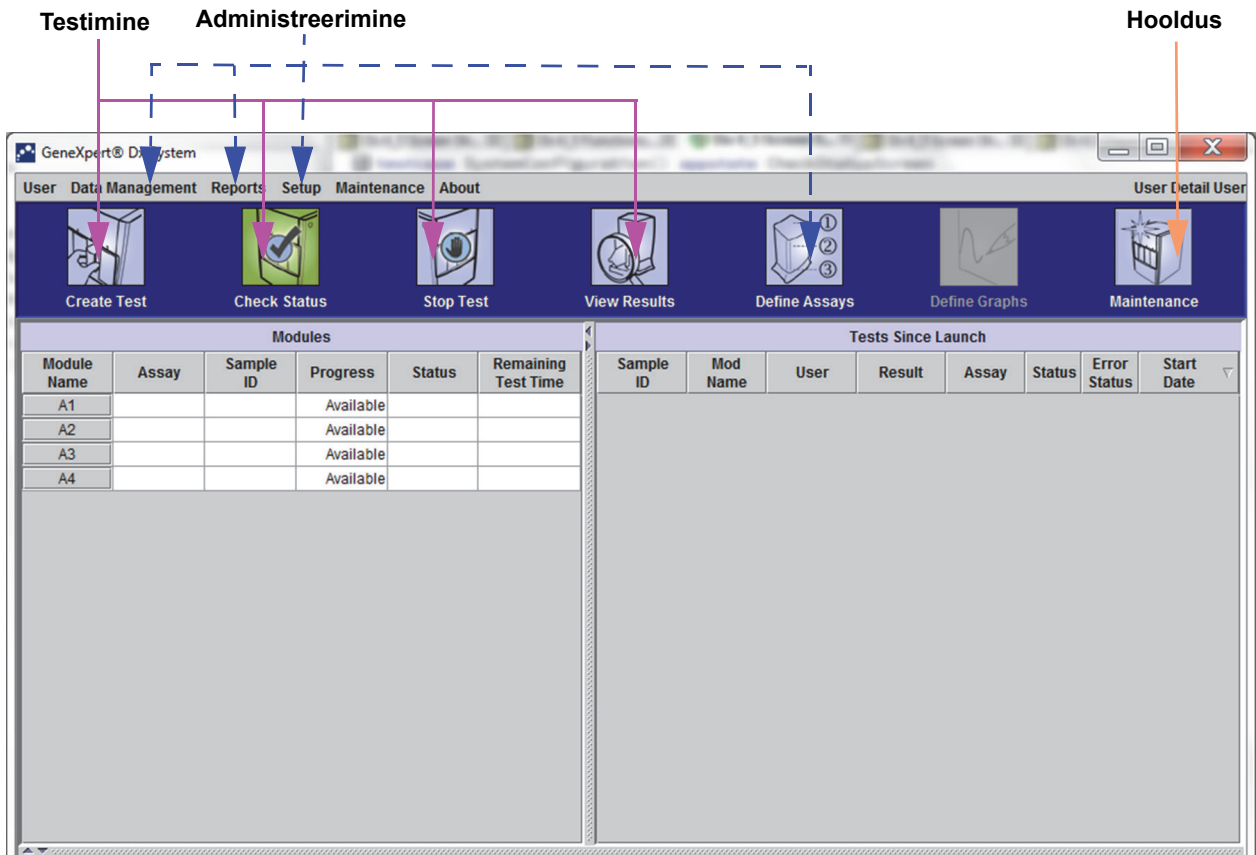 Testimine Administreerimine Hooldus
GeneXpert® Dx System
User Data Management Reports Setup Maintenance About User Detail User
Create Test Check Status Stop Test View Results Define Assays Define Graphs Maintenance
① ② ③
Modules
Module Name Assay Sample ID Progress Status Remaining Test Time
A1 Available
A2 Available
A3 Available
A4 Available
Tests Since Launch
Sample ID Mod Name User Result Assay Status Error Status Start Date